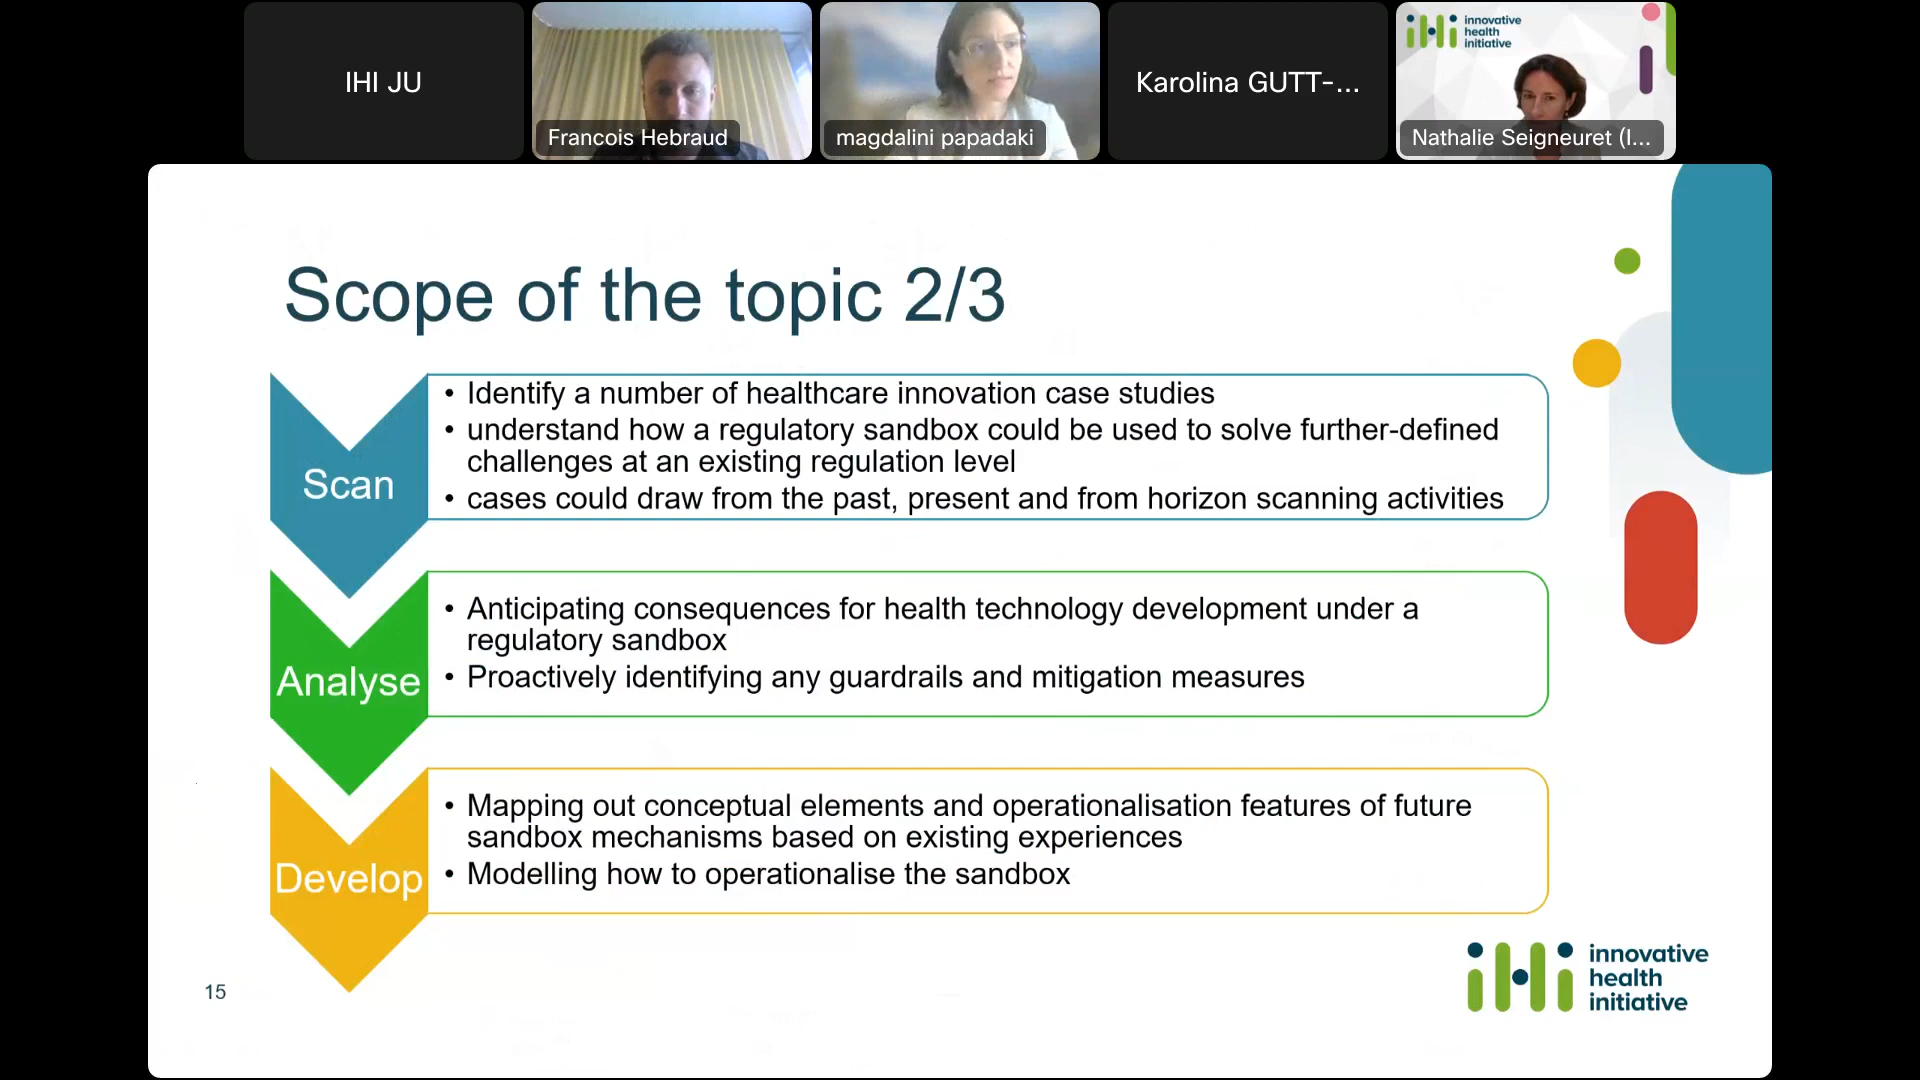 IHI JU
Francois Hebraud
magdalini papadaki
Karolina GUTT-...
innovative
health
initiative
Nathalie Seigneuret (I...
Scope of the topic 2/3
Scan
• Identify a number of healthcare innovation case studies
• understand how a regulatory sandbox could be used to solve further-defined
challenges at an existing regulation level
• cases could draw from the past, present and from horizon scanning activities
Analyse
• Anticipating consequences for health technology development under a
regulatory sandbox
• Proactively identifying any guardrails and mitigation measures
Develop
• Mapping out conceptual elements and operationalisation features of future
sandbox mechanisms based on existing experiences
• Modelling how to operationalise the sandbox
15
iHi
innovative
health
initiative